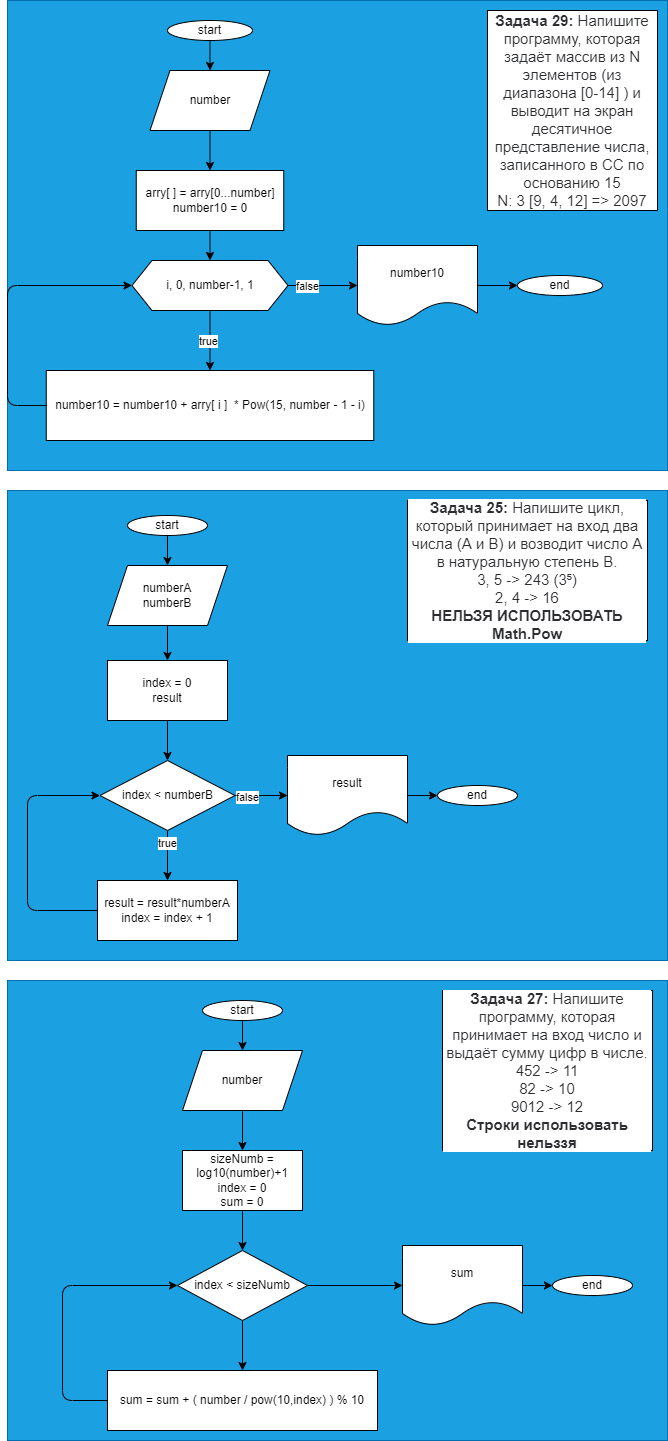 start
Задача 29: Напишите
программу, которая
задаёт массив из N
элементов (из
диапазона [0-14] ) и
выводит на экран
десятичное
представление числа,
записанного в СС по
основанию 15
N: 3 [9, 4, 12] => 2097
number
arry[ ] = arry[0...number]
number10 = 0
i, 0, number-1, 1
false
number10
end
true
number10 = number10 + arry[ i ]  * Pow(15, number - 1 - i)
start
Задача 25: Напишите цикл,
который принимает на вход два
числа (A и B) и возводит число A
в натуральную степень B.
3, 5 -> 243 (3⁵)
2, 4 -> 16
НЕЛЬЗЯ ИСПОЛЬЗОВАТЬ
Math.Pow
numberA
numberB
index = 0
result
index < numberB
false
result
end
true
result = result*numberA
index = index + 1
start
Задача 27: Напишите
программу, которая
принимает на вход число и
выдаёт сумму цифр в числе.
452 -> 11
82 -> 10
9012 -> 12
Строки использовать
нельззя
number
sizeNumb =
log10(number)+1
index = 0
sum = 0
index < sizeNumb
sum
end
sum = sum + ( number / pow(10,index) ) % 10